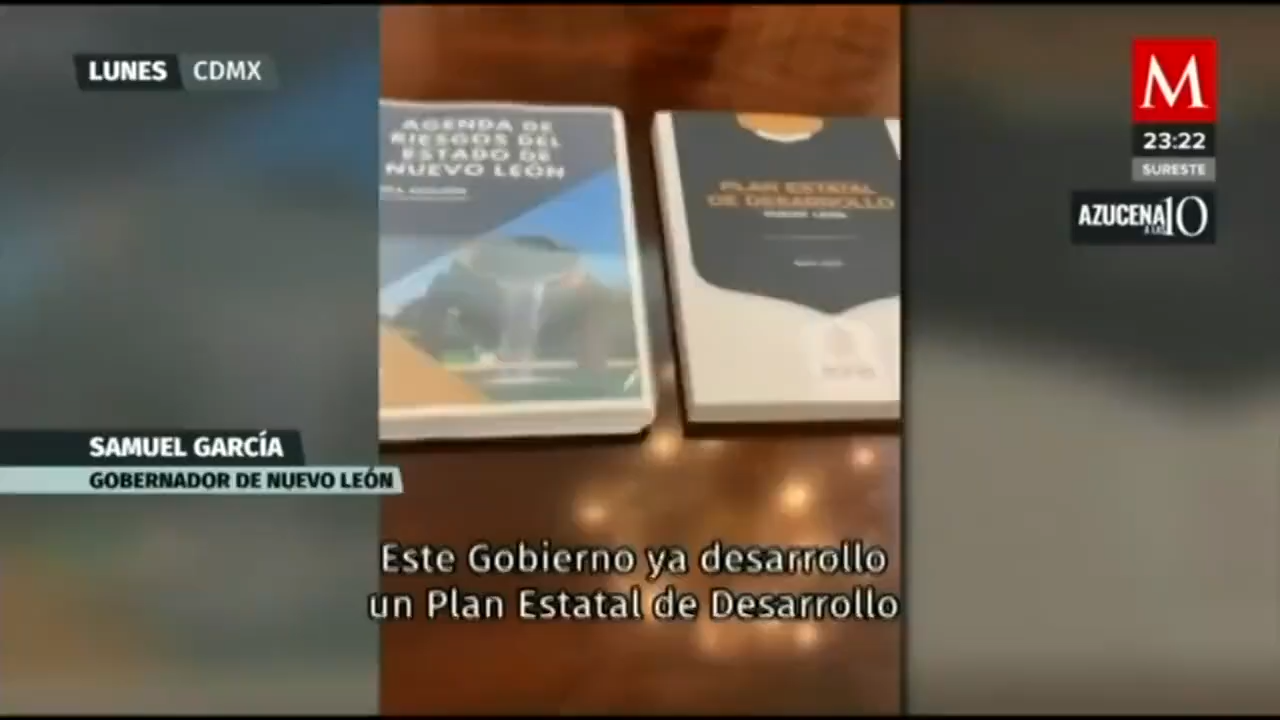 LUNES CDMX
M
23:22
SURESTE
AZUCENA A LAS 10
AGENDA DE
RIESGOS DEL
ESTADO DE
NUEVO LEÓN
PLAN ESTATAL
DE DESARROLLO
SAMUEL GARCÍA
GOBERNADOR DE NUEVO LEÓN
Este Gobierno ya desarrollo
un Plan Estatal de Desarrollo